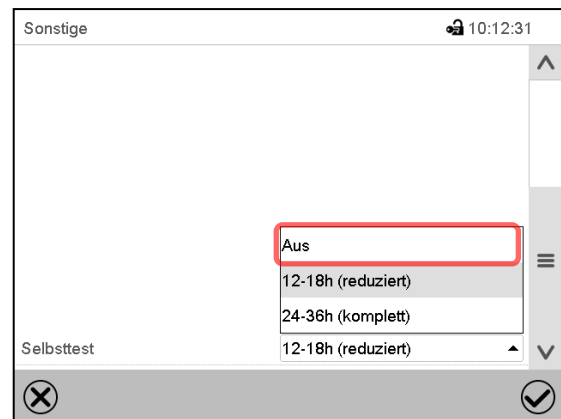 Sonstige 10:12:31
Aus
12-18h (reduziert)
24-36h (komplett)
Selbsttest 12-18h (reduziert)